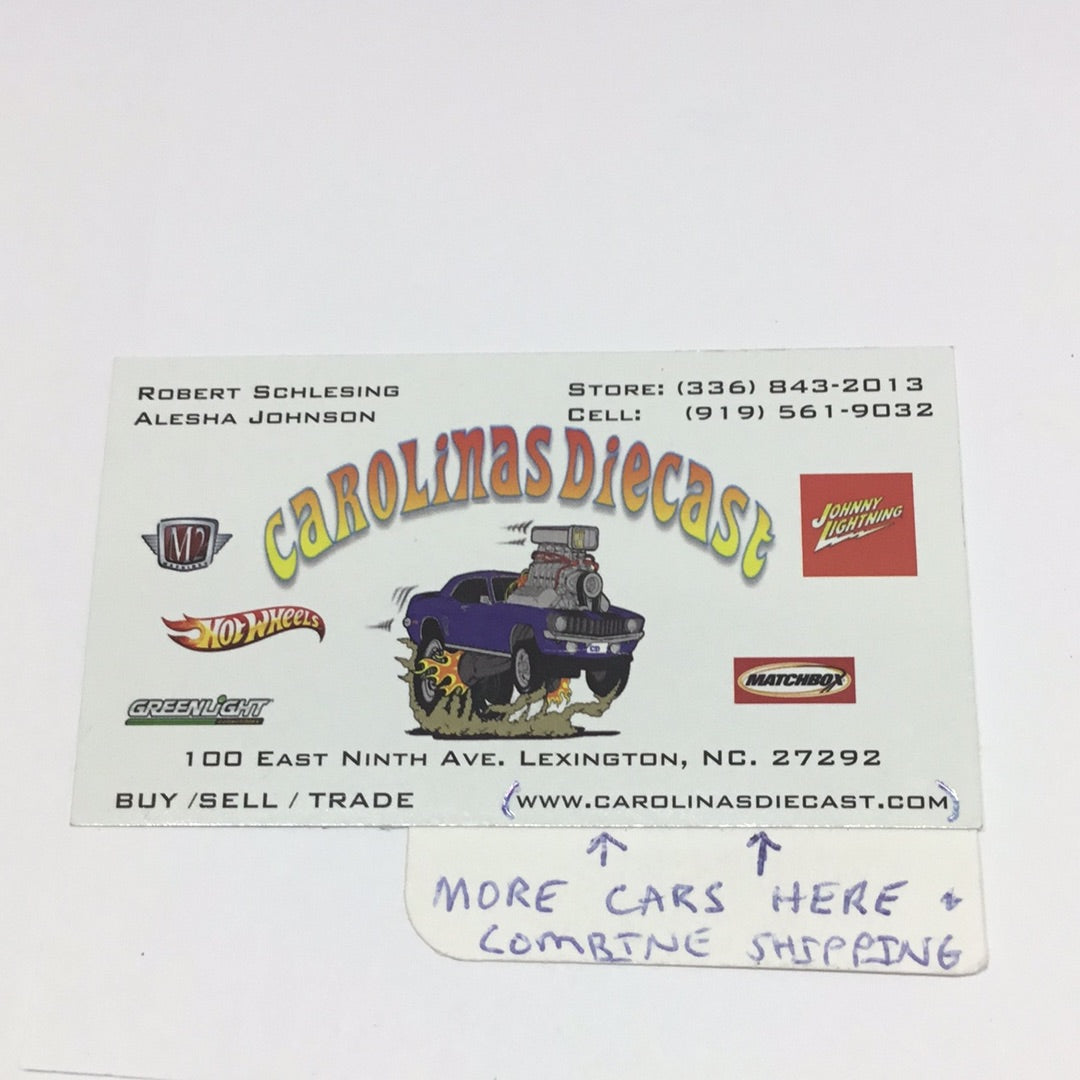 ROBERT SCHLESING
ALESHA JOHNSON
STORE: (336) 843-2013
CELL: (919) 561-9032
CAROLINAS DIECAST
M2
JOHNNY LIGHTNING
HOT WHEELS
CD
MATCHBOX
GREENLIGHT
100 EAST NINTH AVE. LEXINGTON, NC. 27292
BUY /SELL / TRADE
(WWW.CAROLINASDIECAST.COM)
MORE CARS HERE +
COMBINE SHIPPING